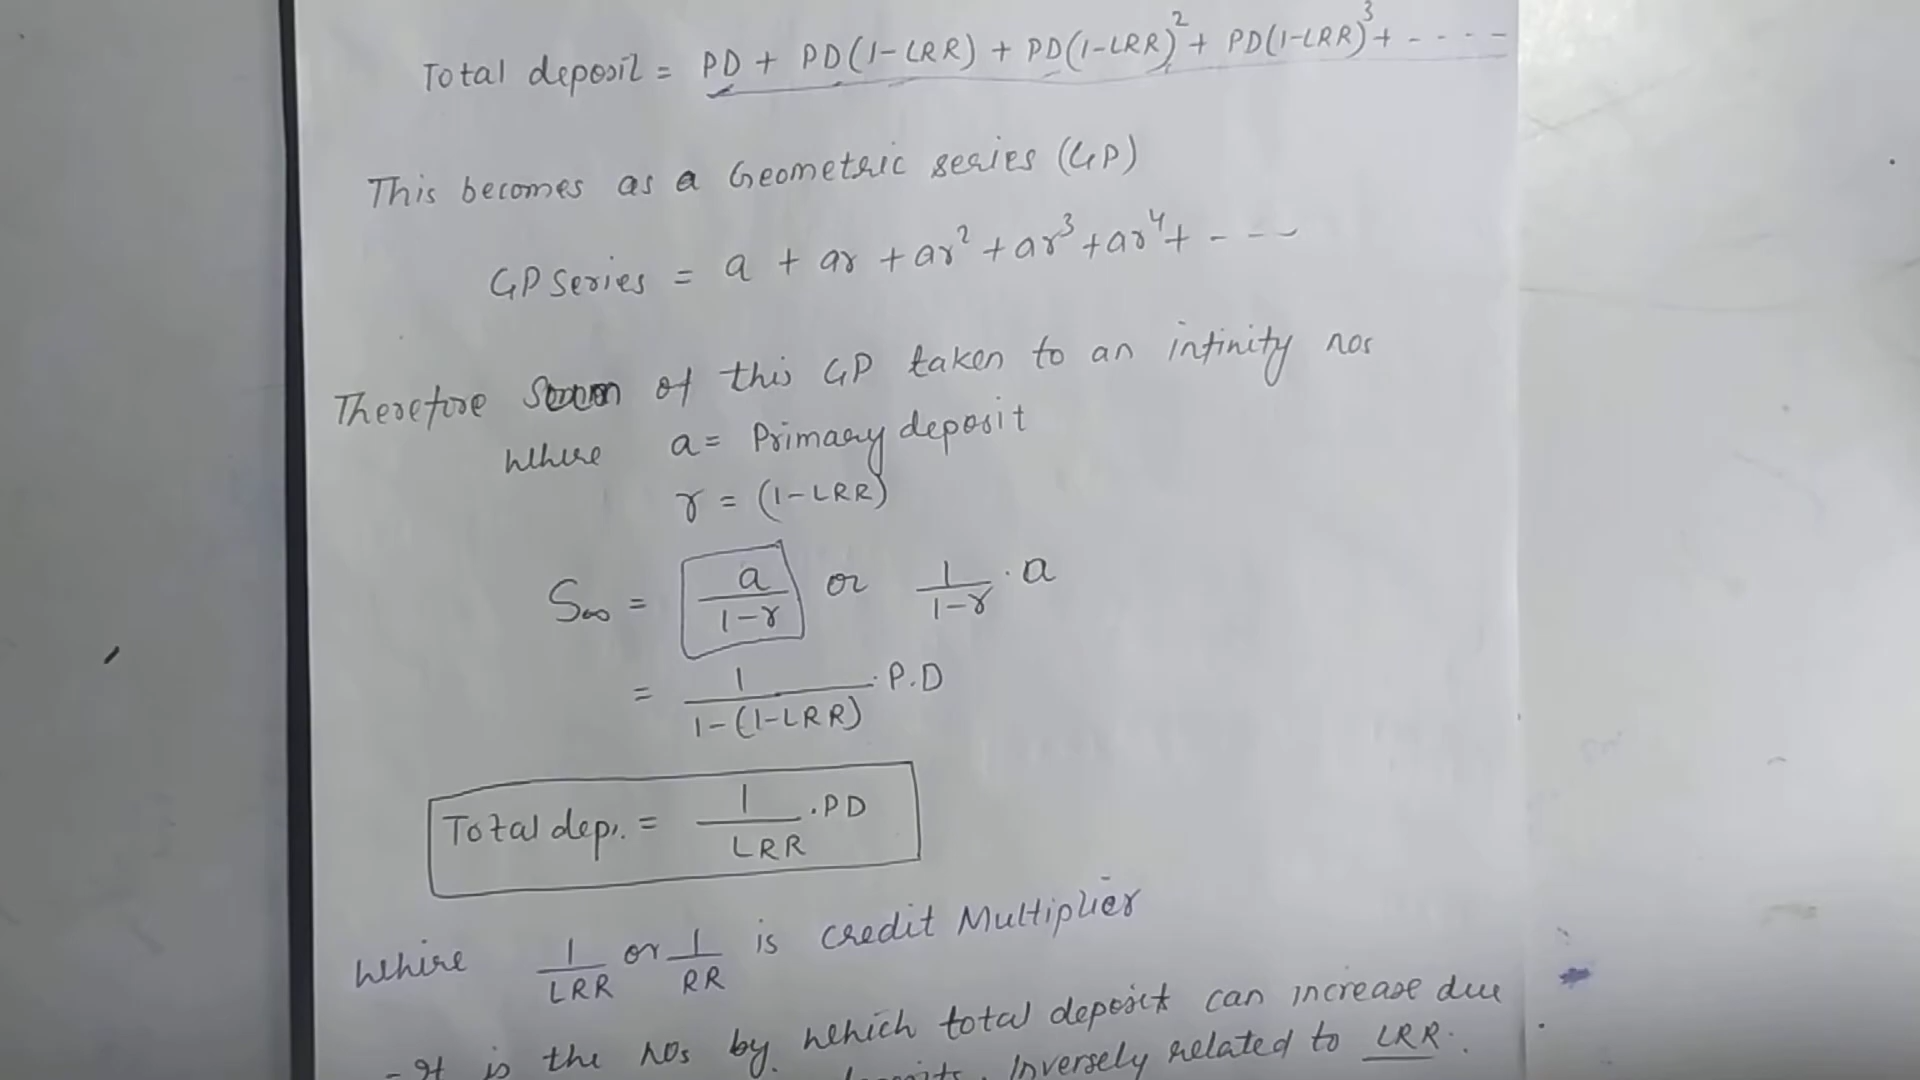 Total deposit = PD + PD(1-LRR) + PD(1-LRR)² + PD(1-LRR)³ + - - - -
This becomes as a Geometric series (GP)
GP Series = a + ar + ar² + ar³ + ar⁴ + - - -
Therefore Sum of this GP taken to an infinity nos
where a = Primary deposit
r = (1-LRR)
S∞ = a/(1-r) or 1/(1-r) . a
= 1/(1-(1-LRR)) . P.D
Total dep. = 1/LRR . PD
where 1/LRR or 1/RR is credit Multiplier
- It is the nos by which total deposit can increase due
Inversely related to LRR.